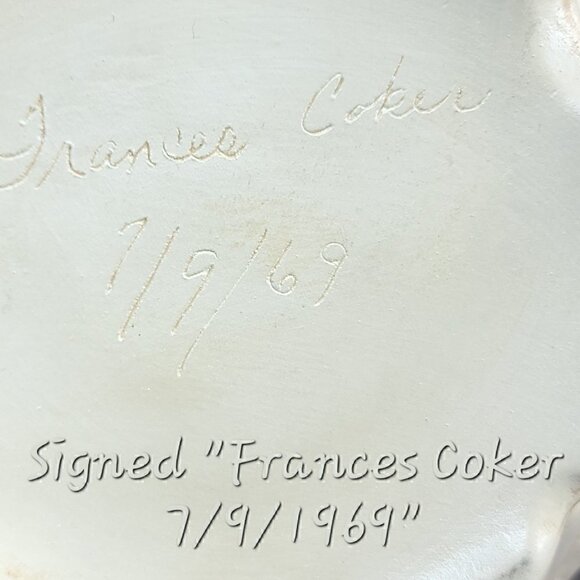 Frances Coker
7/9/69
Signed "Frances Coker
7/9/1969"